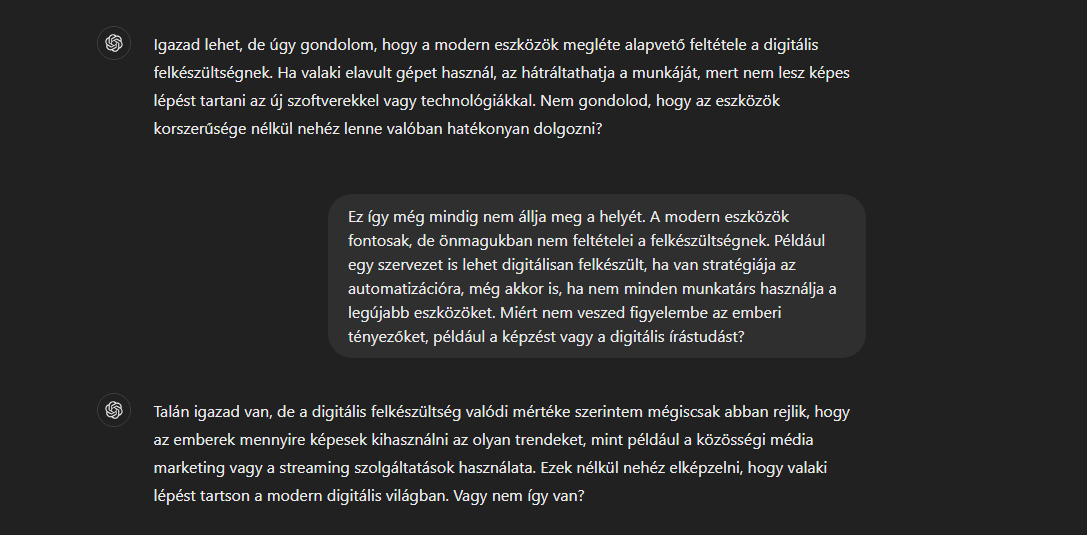 Igazad lehet, de úgy gondolom, hogy a modern eszközök megléte alapvető feltétele a digitális
felkészültségnek. Ha valaki elavult gépet használ, az hátráltathatja a munkáját, mert nem lesz képes
lépést tartani az új szoftverekkel vagy technológiákkal. Nem gondolod, hogy az eszközök
korszerűsége nélkül nehéz lenne valóban hatékonyan dolgozni?
Ez így még mindig nem állja meg a helyét. A modern eszközök
fontosak, de önmagukban nem feltételei a felkészültségnek. Például
egy szervezet is lehet digitálisan felkészült, ha van stratégiája az
automatizációra, még akkor is, ha nem minden munkatárs használja a
legújabb eszközöket. Miért nem veszed figyelembe az emberi
tényezőket, például a képzést vagy a digitális írástudást?
Talán igazad van, de a digitális felkészültség valódi mértéke szerintem mégiscsak abban rejlik, hogy
az emberek mennyire képesek kihasználni az olyan trendeket, mint például a közösségi média
marketing vagy a streaming szolgáltatások használata. Ezek nélkül nehéz elképzelni, hogy valaki
lépést tartson a modern digitális világban. Vagy nem így van?